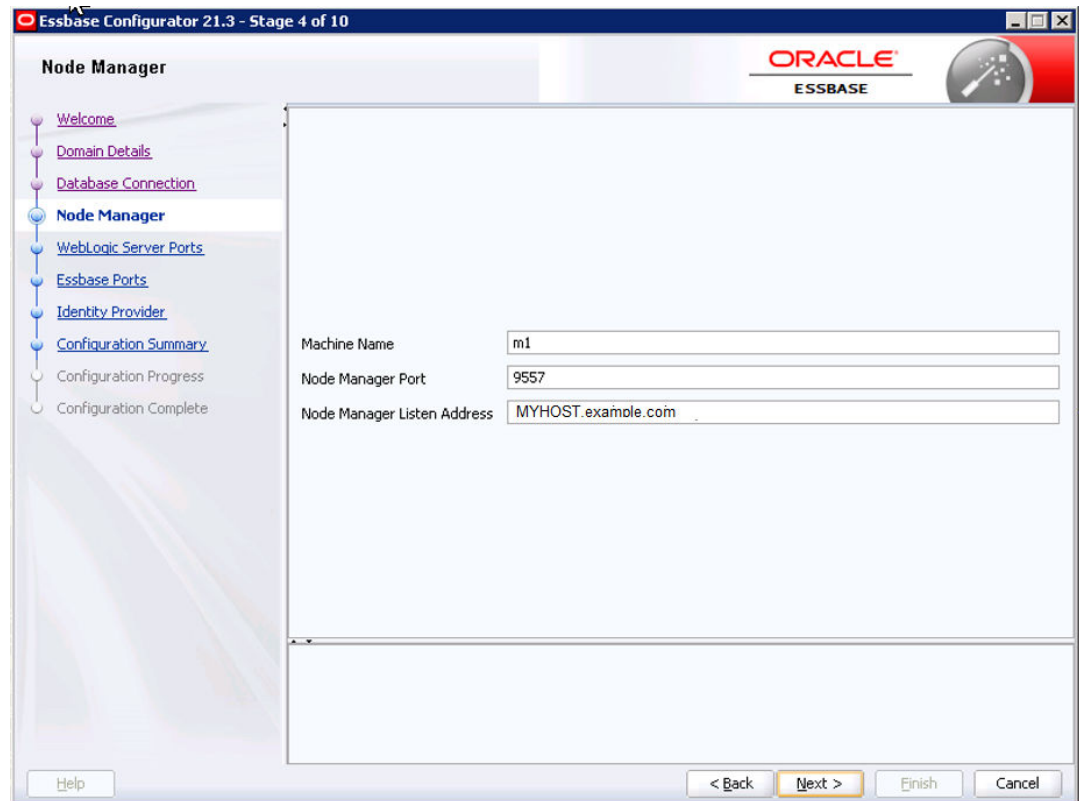 Essbase Configurator 21.3 - Stage 4 of 10
Node Manager
ORACLE
ESSBASE
Welcome
Domain Details
Database Connection
Node Manager
WebLogic Server Ports
Essbase Ports
Identity Provider
Configuration Summary
Configuration Progress
Configuration Complete
Machine Name m1
Node Manager Port 9557
Node Manager Listen Address MYHOST.example.com
Help < Back Next > Finish Cancel